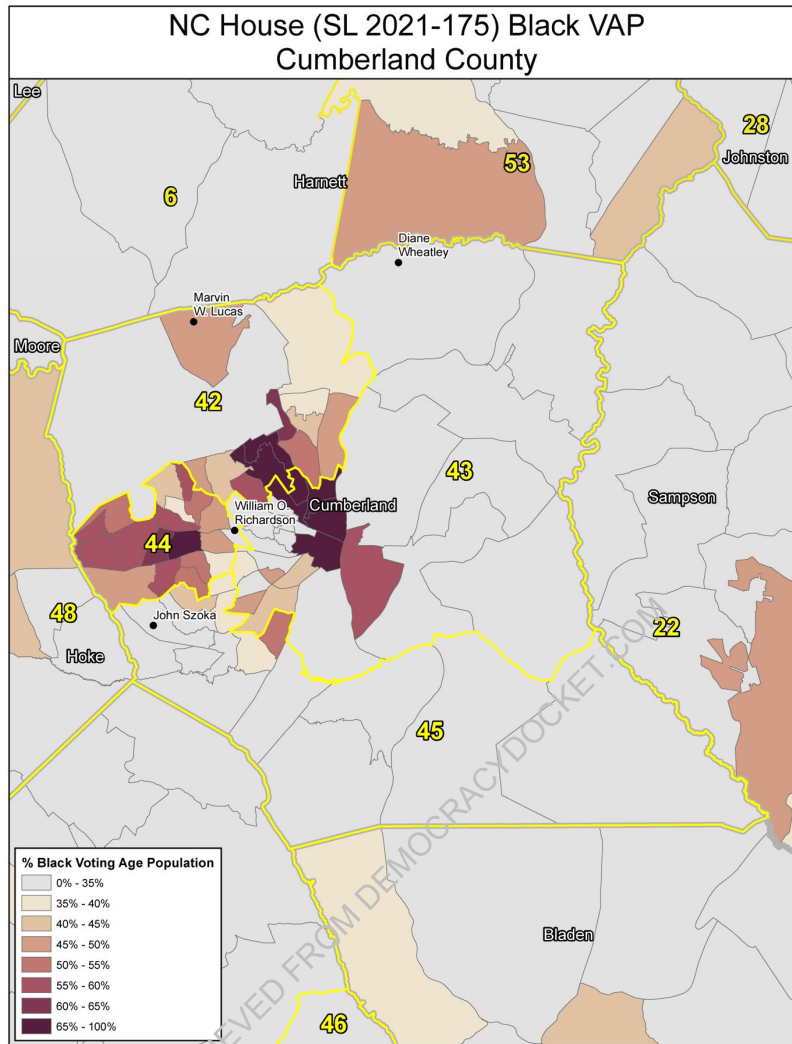 NC House (SL 2021-175) Black VAP
Cumberland County
Lee
28
Johnston
53
Harnett
6
Diane
Wheatley
Marvin
W. Lucas
Moore
42
43
Sampson
Cumberland
William O.
Richardson
44
John Szoka
48
Hoke
22
45
EVED FROM DEMOCRACYDOCKET.COM
% Black Voting Age Population
0% - 35%
35% - 40%
40% - 45%
45% - 50%
50% - 55%
55% - 60%
60% - 65%
65% - 100%
Bladen
46